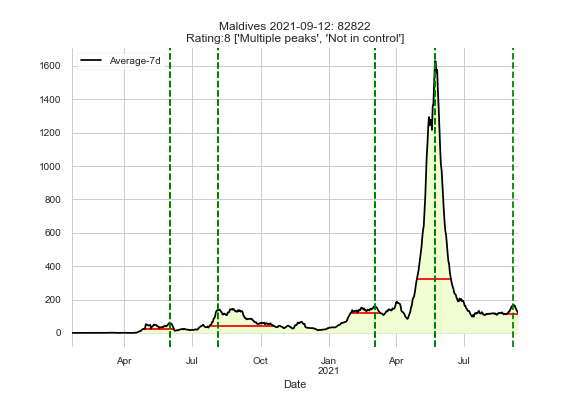 Maldives 2021-09-12: 82822
Rating:8 ['Multiple peaks', 'Not in control']
Average-7d
1600
1400
1200
1000
800
600
400
200
0
Apr Jul Oct Jan Apr Jul
2021
Date